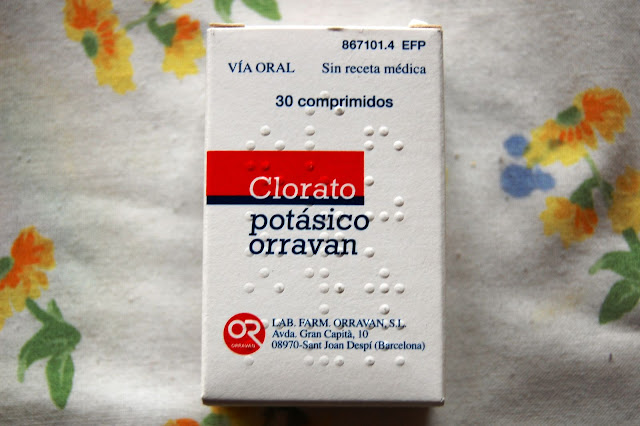 867101.4 EFP
VÍA ORAL Sin receta médica
30 comprimidos
Clorato
potásico
orravan
OR
ORRAVAN
LAB. FARM. ORRAVAN, S.L.
Avda. Gran Capità, 10
08970-Sant Joan Despí (Barcelona)